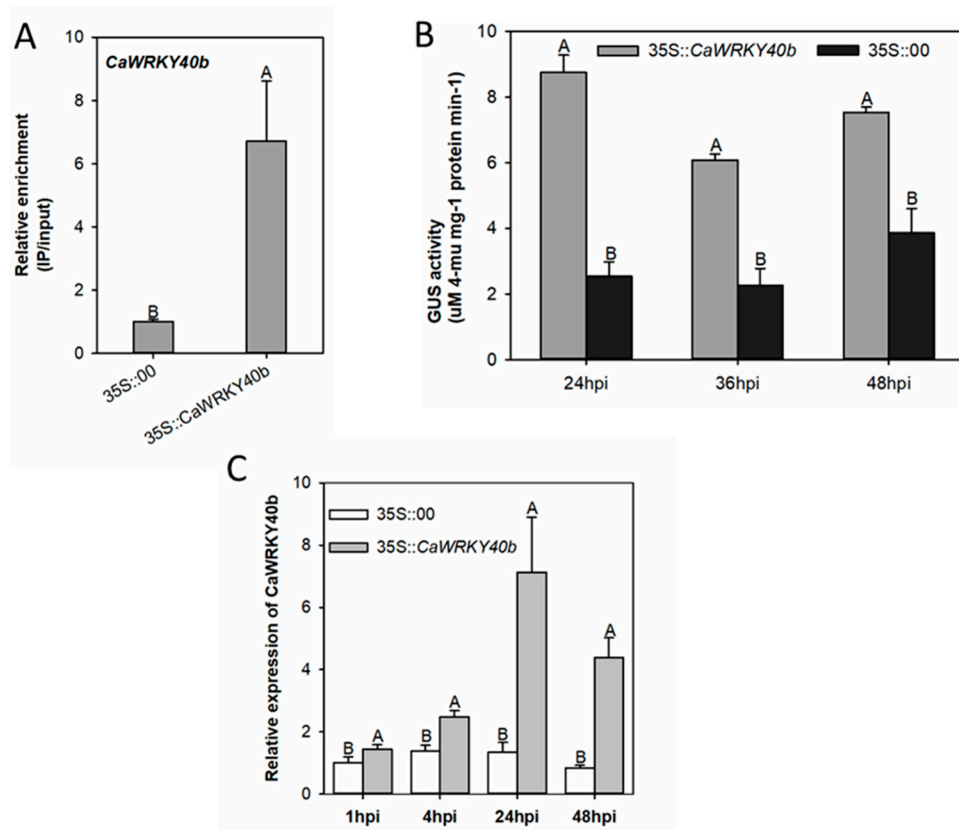 A
10
8
6
4
2
0
Relative enrichment
(IP/input)
CaWRKY40b
B
A
35S::00
35S::CaWRKY40b
B
10
8
6
4
2
0
GUS activity
(uM 4-mu mg-1 protein min-1)
35S::CaWRKY40b
35S::00
A
B
A
B
A
B
24hpi
36hpi
48hpi
C
10
8
6
4
2
0
Relative expression of CaWRKY40b
35S::00
35S::CaWRKY40b
B
A
B
A
B
A
B
A
1hpi
4hpi
24hpi
48hpi